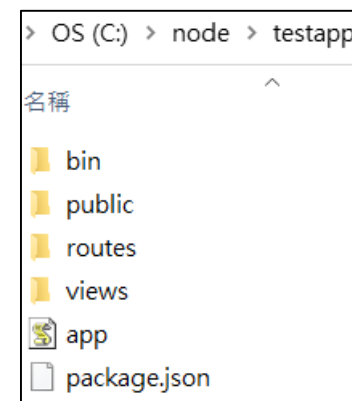 > OS (C:) > node > testapp
名稱
bin
public
routes
views
app
package.json